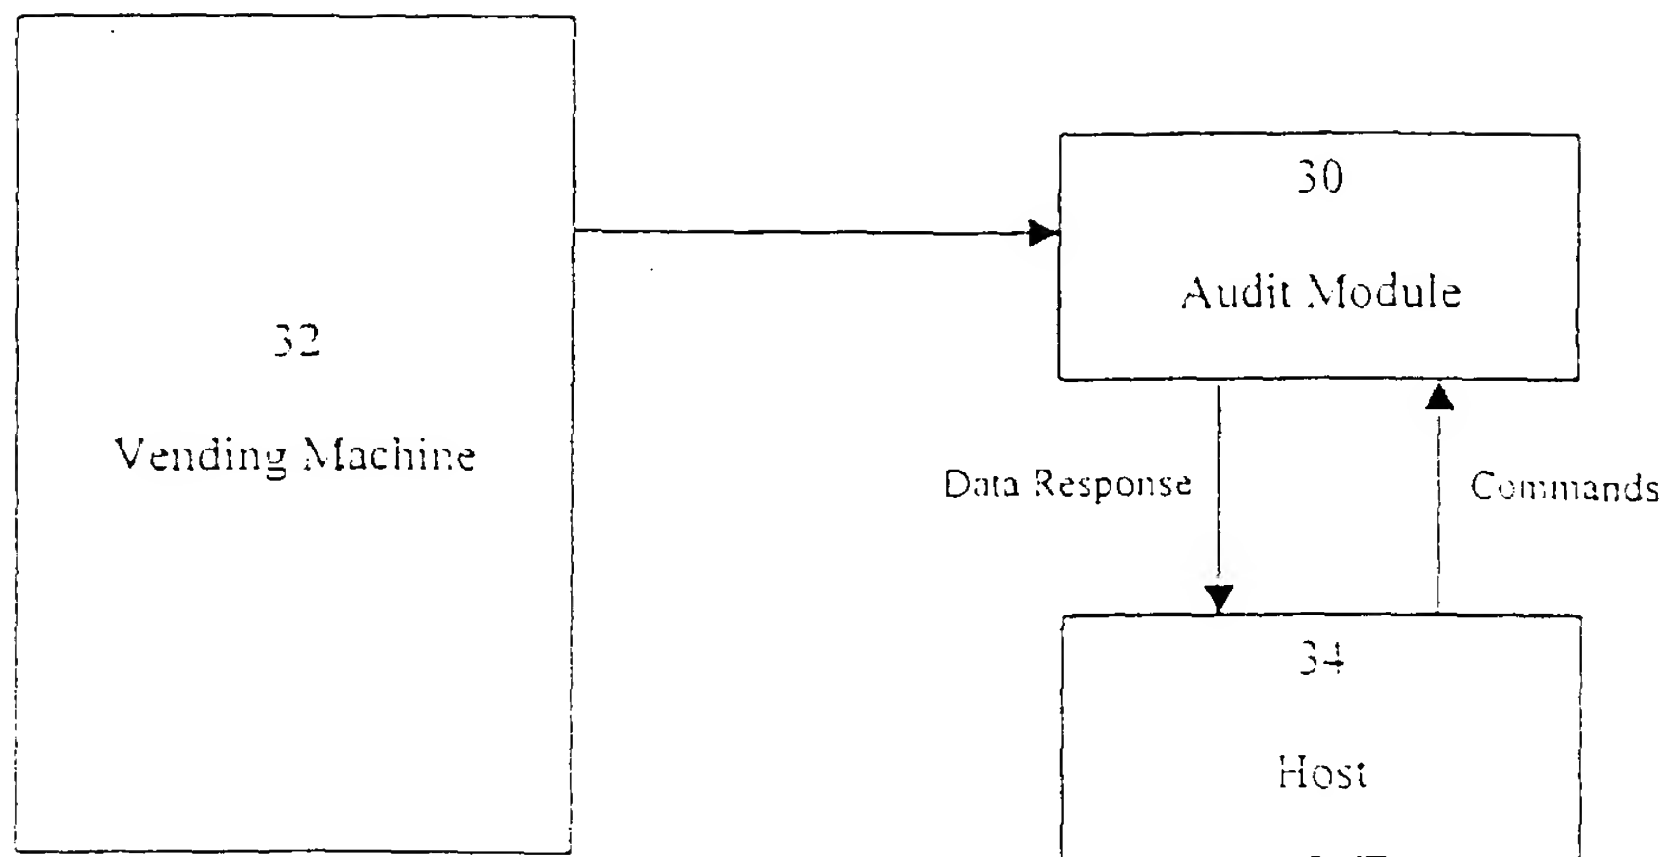 30
Audit Module
32
Vending Machine
Data Response
Commands
34
Host